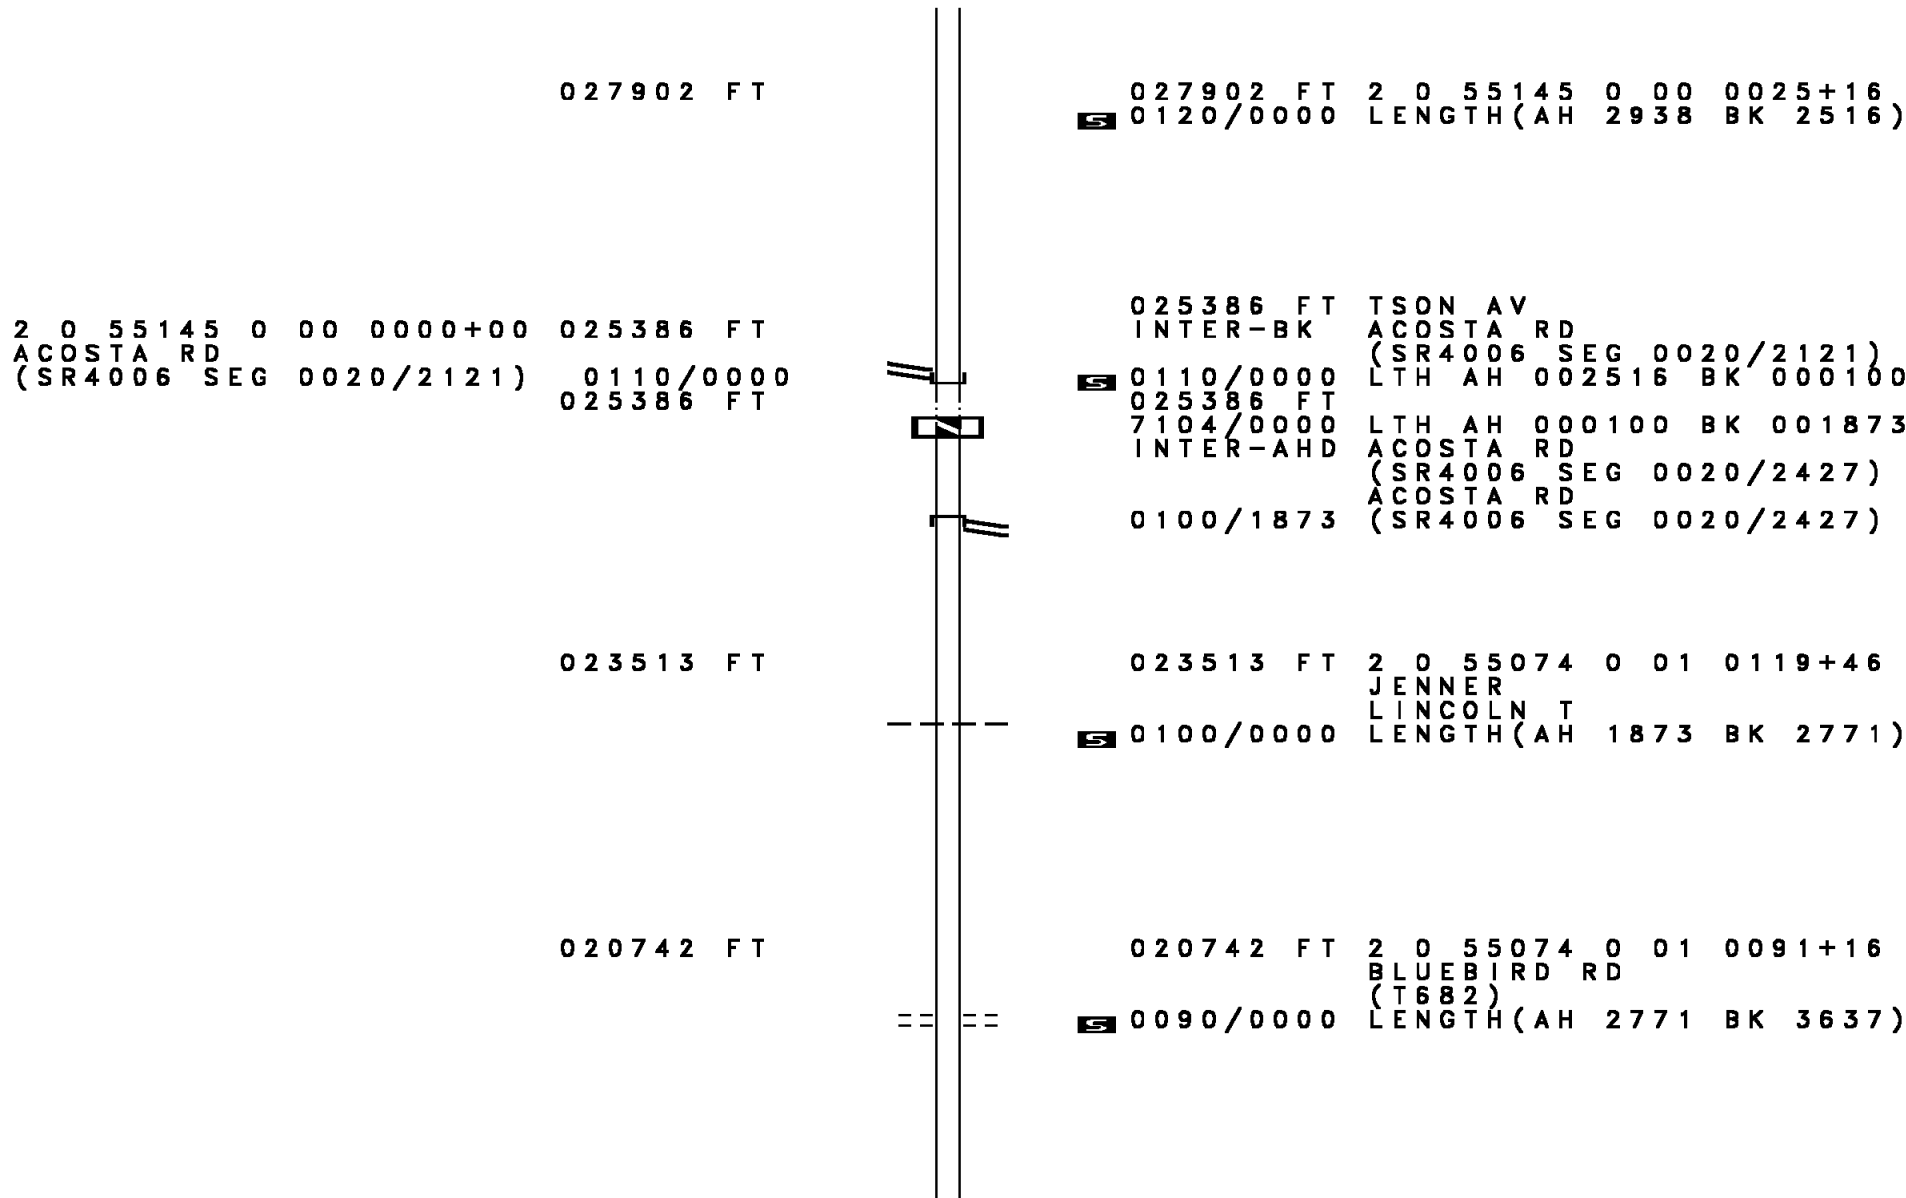 027902 FT
027902 FT 2 0 55145 0 00 0025+16
S 0120/0000 LENGTH(AH 2938 BK 2516)
025386 FT TSON AV
2 0 55145 0 00 0000+00 025386 FT
INTER-BK ACOSTA RD
ACOSTA RD
(SR4006 SEG 0020/2121)
(SR4006 SEG 0020/2121) 0110/0000
S 0110/0000 LTH AH 002516 BK 000100
025386 FT
025386 FT
7104/0000 LTH AH 000100 BK 001873
INTER-AHD ACOSTA RD
(SR4006 SEG 0020/2427)
ACOSTA RD
0100/1873 (SR4006 SEG 0020/2427)
023513 FT
023513 FT 2 0 55074 0 01 0119+46
JENNER
LINCOLN T
S 0100/0000 LENGTH(AH 1873 BK 2771)
020742 FT
020742 FT 2 0 55074 0 01 0091+16
BLUEBIRD RD
(T682)
S 0090/0000 LENGTH(AH 2771 BK 3637)